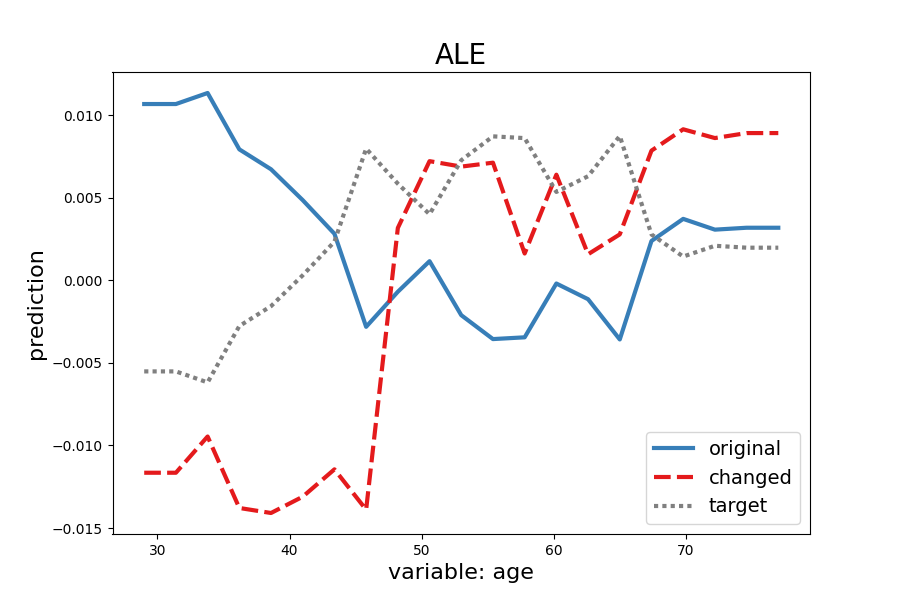 ALE
0.010
0.005
0.000
−0.005
−0.010
−0.015
prediction
30
40
50
60
70
variable: age
original
changed
target